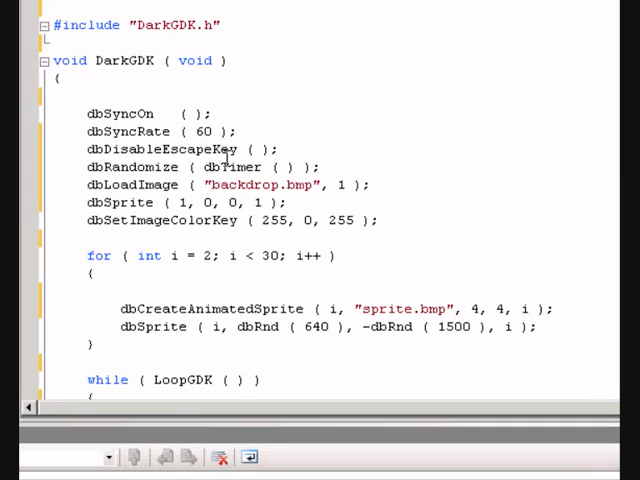 #include "DarkGDK.h"
void DarkGDK ( void )
{
dbSyncOn   ( );
dbSyncRate ( 60 );
dbDisableEscapeKey ( );
dbRandomize ( dbTimer ( ) );
dbLoadImage ( "backdrop.bmp", 1 );
dbSprite ( 1, 0, 0, 1 );
dbSetImageColorKey ( 255, 0, 255 );
for ( int i = 2; i < 30; i++ )
{
dbCreateAnimatedSprite ( i, "sprite.bmp", 4, 4, i );
dbSprite ( i, dbRnd ( 640 ), -dbRnd ( 1500 ), i );
}
while ( LoopGDK ( ) )
{